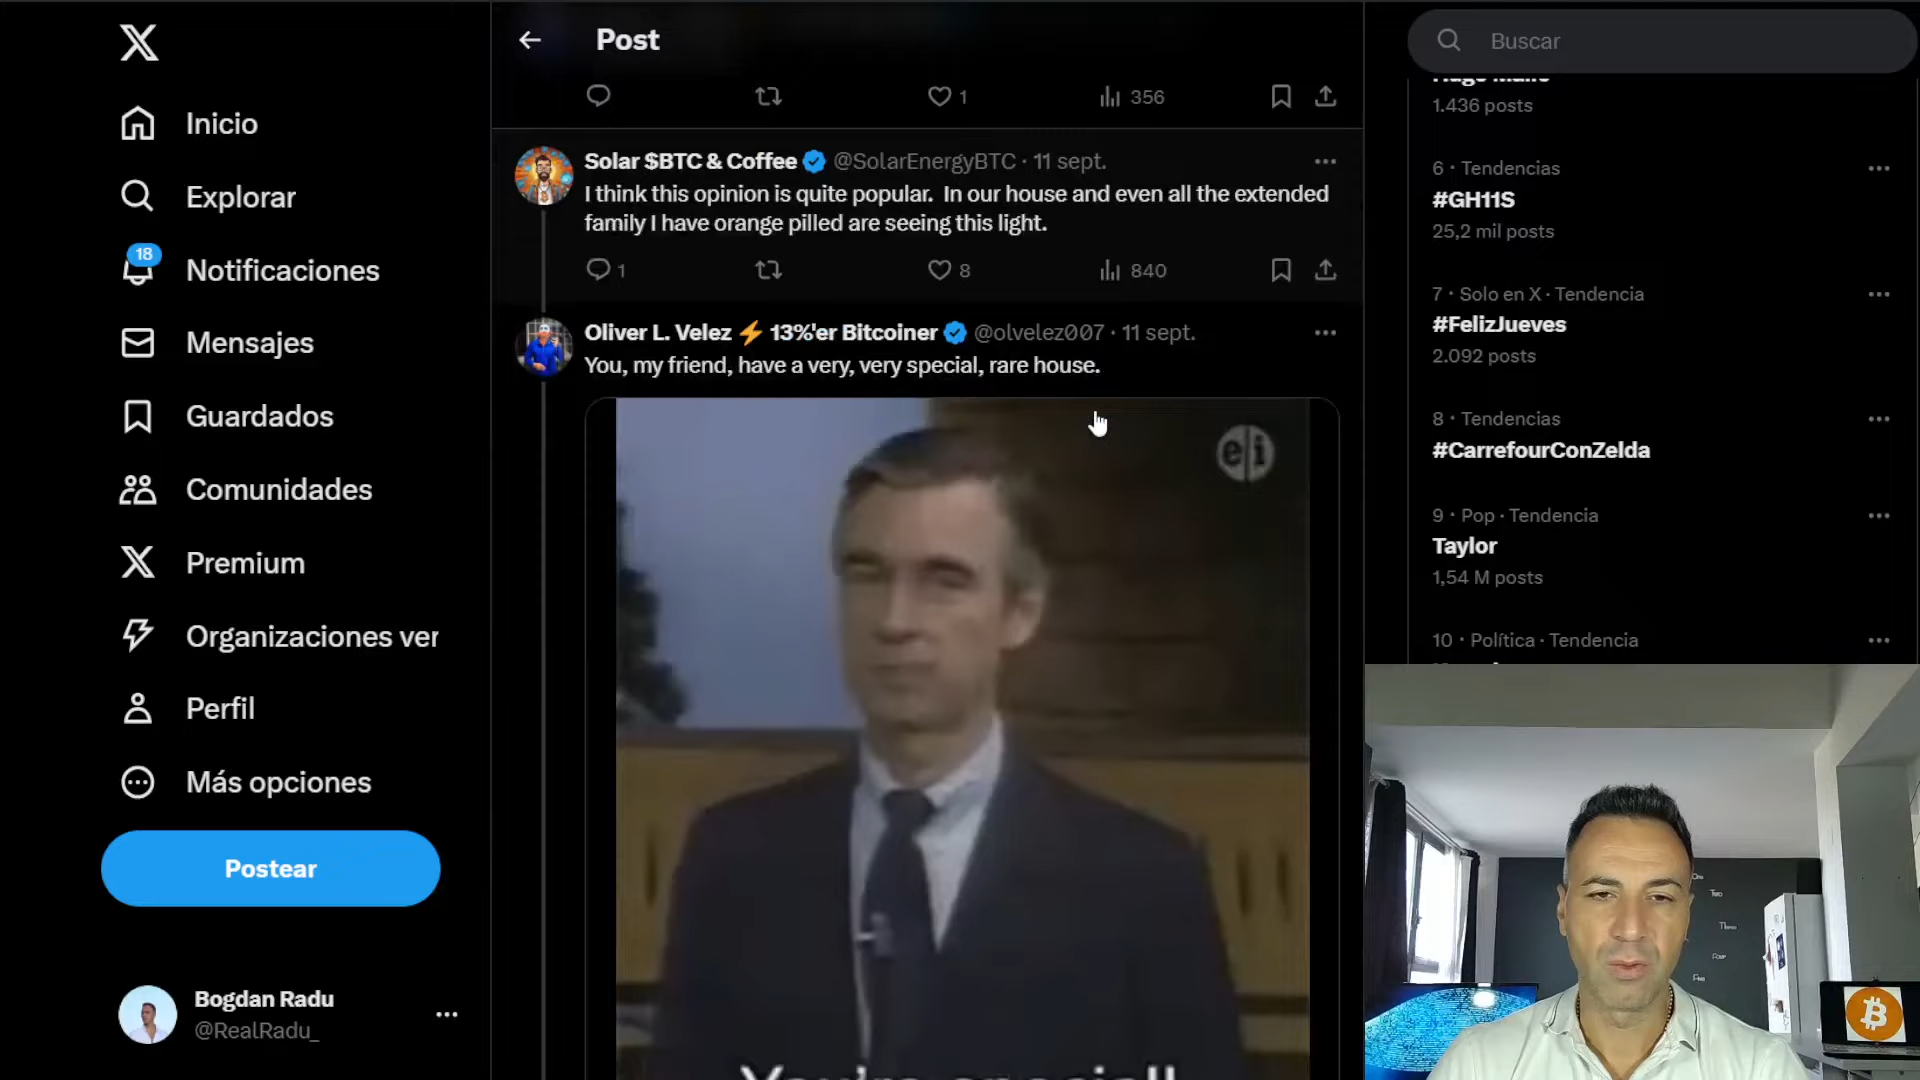 Inicio
Explorar
18
Notificaciones
Mensajes
Guardados
Comunidades
Premium
Organizaciones ver
Perfil
Más opciones
Postear
Bogdan Radu
@RealRadu_
Post
1
356
Solar $BTC & Coffee @SolarEnergyBTC · 11 sept.
I think this opinion is quite popular. In our house and even all the extended
family I have orange pilled are seeing this light.
1
8
840
Oliver L. Velez ⚡ 13%'er Bitcoiner @olvelez007 · 11 sept.
You, my friend, have a very, very special, rare house.
e|i
You're special!
Buscar
1.436 posts
6 · Tendencias
#GH11S
25,2 mil posts
7 · Solo en X · Tendencia
#FelizJueves
2.092 posts
8 · Tendencias
#CarrefourConZelda
9 · Pop · Tendencia
Taylor
1,54 M posts
10 · Política · Tendencia